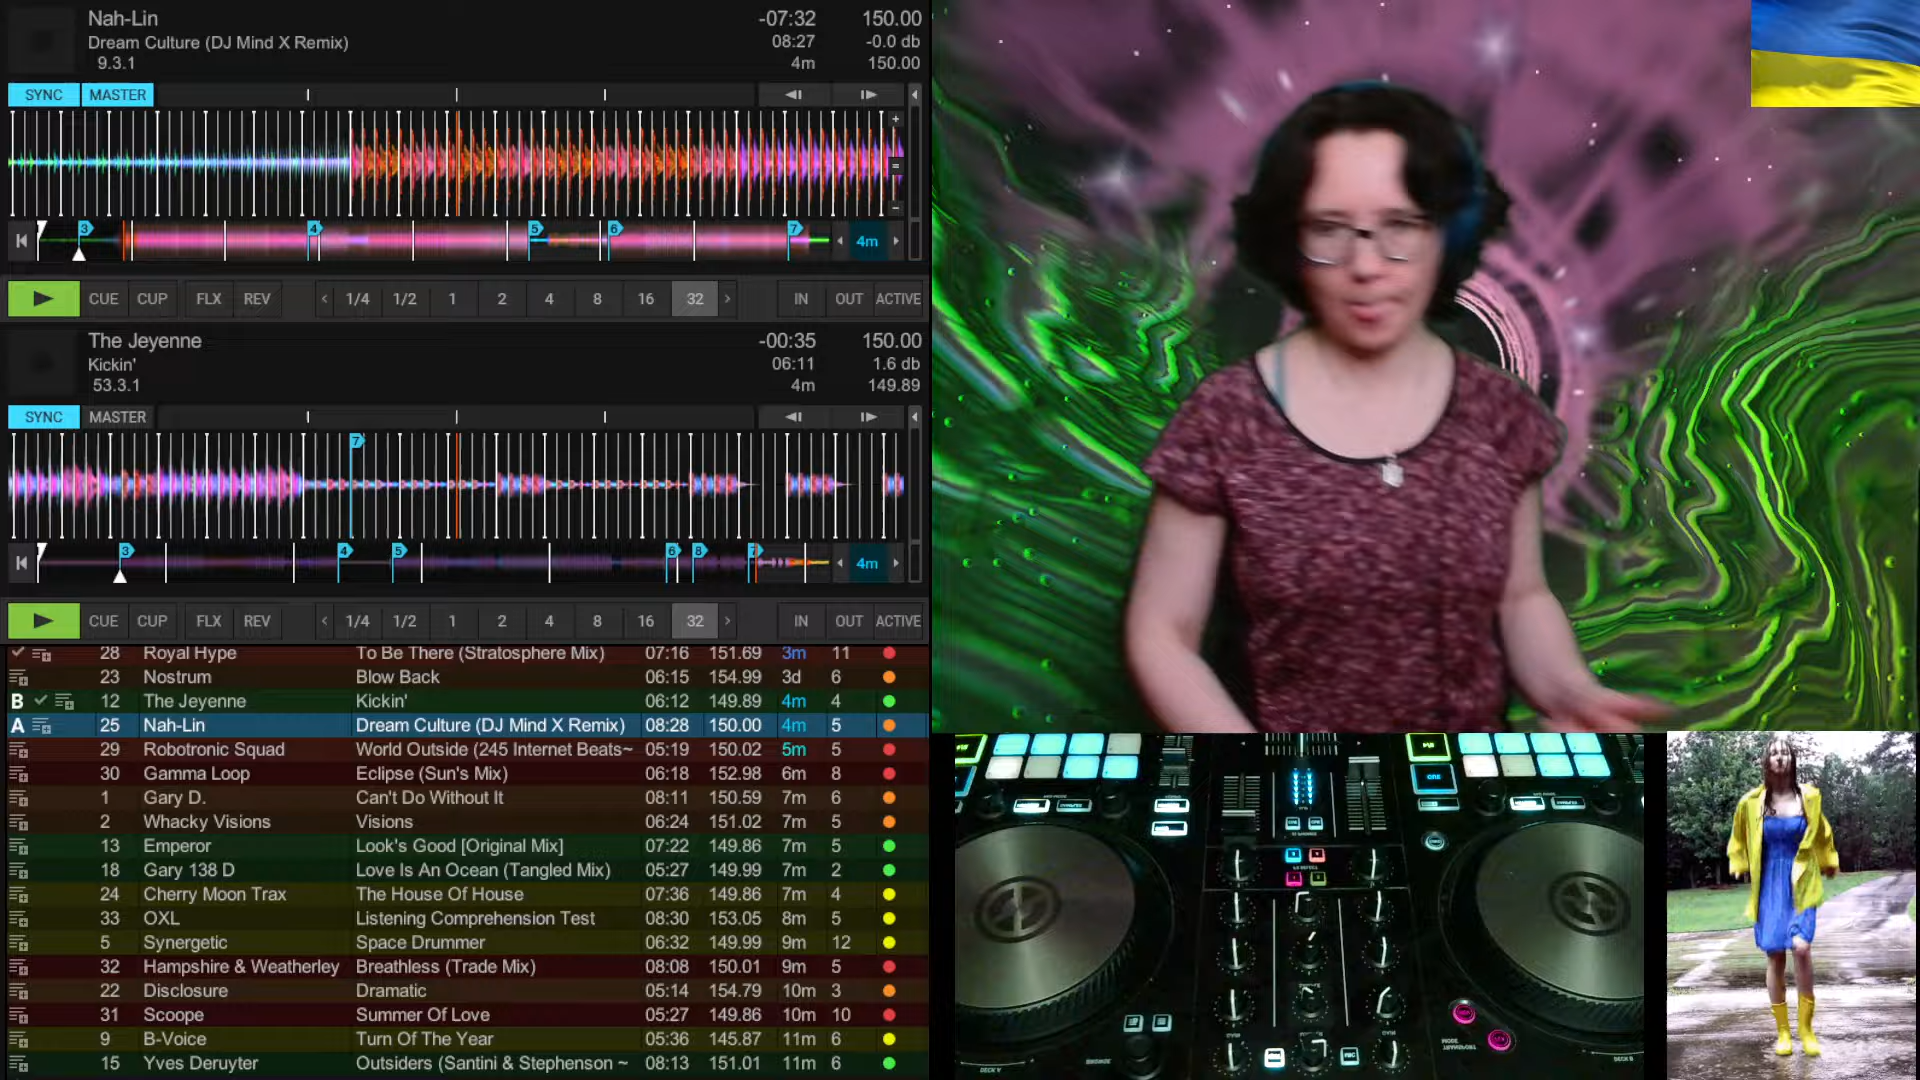 Nah-Lin -07:32 150.00
Dream Culture (DJ Mind X Remix) 08:27 -0.0 db
9.3.1 4m 150.00
SYNC MASTER
3 4 5 6 7 4m
CUE CUP FLX REV 1/4 1/2 1 2 4 8 16 32 IN OUT ACTIVE
The Jeyenne -00:35 150.00
Kickin' 06:11 1.6 db
53.3.1 4m 149.89
SYNC MASTER
7
3 4 5 6 8 7 4m
CUE CUP FLX REV 1/4 1/2 1 2 4 8 16 32 IN OUT ACTIVE
28 Royal Hype To Be There (Stratosphere Mix) 07:16 151.69 3m 11
23 Nostrum Blow Back 06:15 154.99 3d 6
B 12 The Jeyenne Kickin' 06:12 149.89 4m 4
A 25 Nah-Lin Dream Culture (DJ Mind X Remix) 08:28 150.00 4m 5
29 Robotronic Squad World Outside (245 Internet Beats~ 05:19 150.02 5m 5
30 Gamma Loop Eclipse (Sun's Mix) 06:18 152.98 6m 8
1 Gary D. Can't Do Without It 08:11 150.59 7m 6
2 Whacky Visions Visions 06:24 151.02 7m 5
13 Emperor Look's Good [Original Mix] 07:22 149.86 7m 5
18 Gary 138 D Love Is An Ocean (Tangled Mix) 05:27 149.99 7m 2
24 Cherry Moon Trax The House Of House 07:36 149.86 7m 4
33 OXL Listening Comprehension Test 08:30 153.05 8m 5
5 Synergetic Space Drummer 06:32 149.99 9m 12
32 Hampshire & Weatherley Breathless (Trade Mix) 08:08 150.01 9m 5
22 Disclosure Dramatic 05:14 154.79 10m 3
31 Scoope Summer Of Love 05:27 149.86 10m 10
9 B-Voice Turn Of The Year 05:36 145.87 11m 6
15 Yves Deruyter Outsiders (Santini & Stephenson ~ 08:13 151.01 11m 6